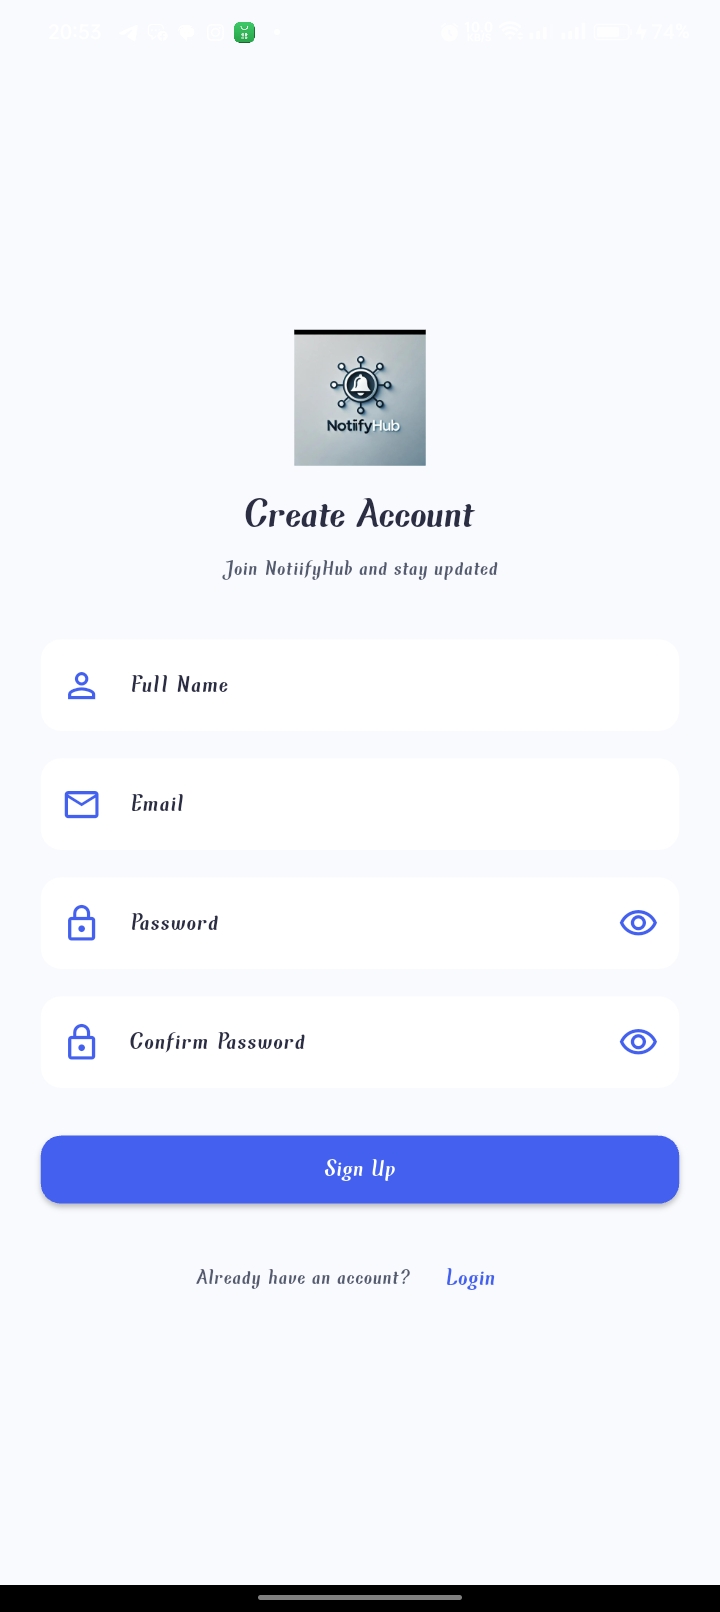 20:53 74%
NotiifyHub
Create Account
Join NotiifyHub and stay updated
Full Name
Email
Password
Confirm Password
Sign Up
Already have an account? Login